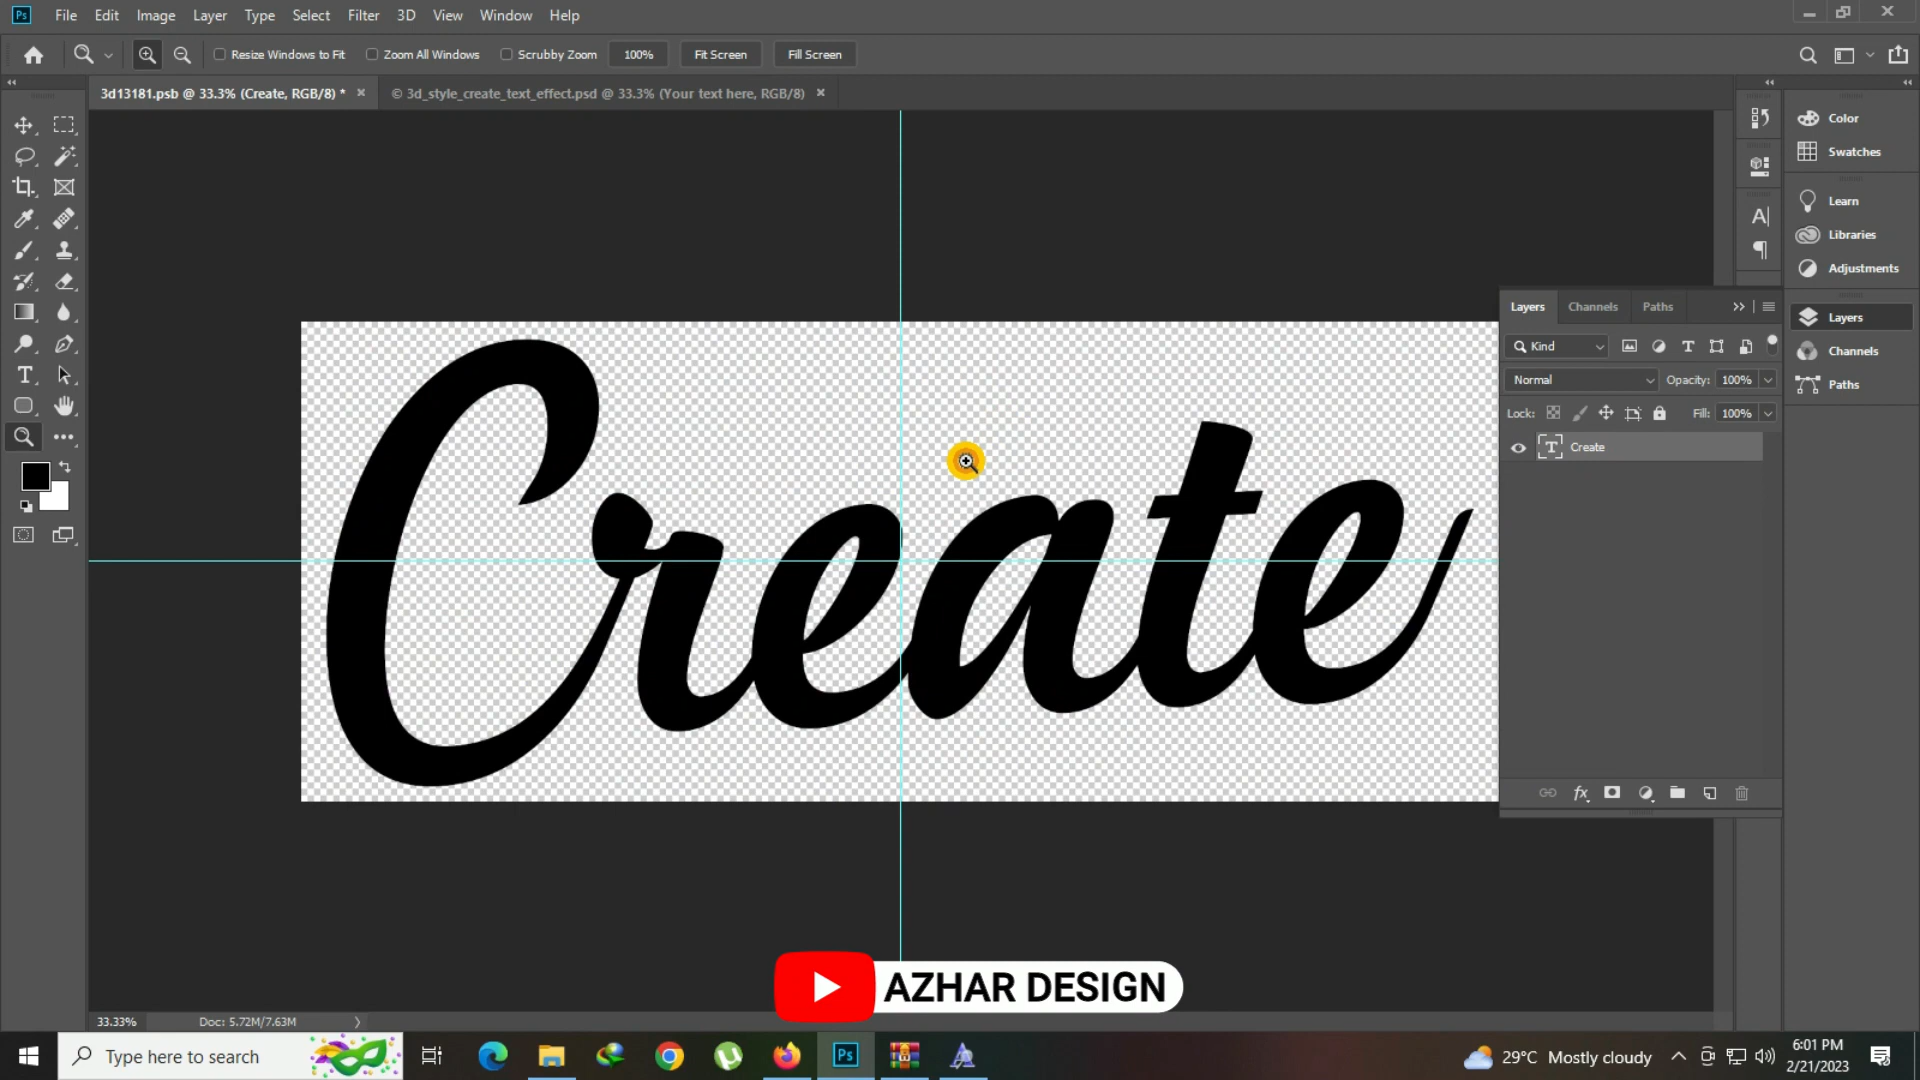 Ps File Edit Image Layer Type Select Filter 3D View Window Help
Resize Windows to Fit Zoom All Windows Scrubby Zoom 100% Fit Screen Fill Screen
3d13181.psb @ 33.3% (Create, RGB/8) * × © 3d_style_create_text_effect.psd @ 33.3% (Your text here, RGB/8) ×
Color
Swatches
Learn
Libraries
Adjustments
Layers
Channels
Paths
Layers Channels Paths
Kind
Normal Opacity: 100%
Lock: Fill: 100%
T Create
fx
Create
AZHAR DESIGN
33.33% Doc: 5.72M/7.63M
Type here to search
Ps
29°C Mostly cloudy
6:01 PM
2/21/2023